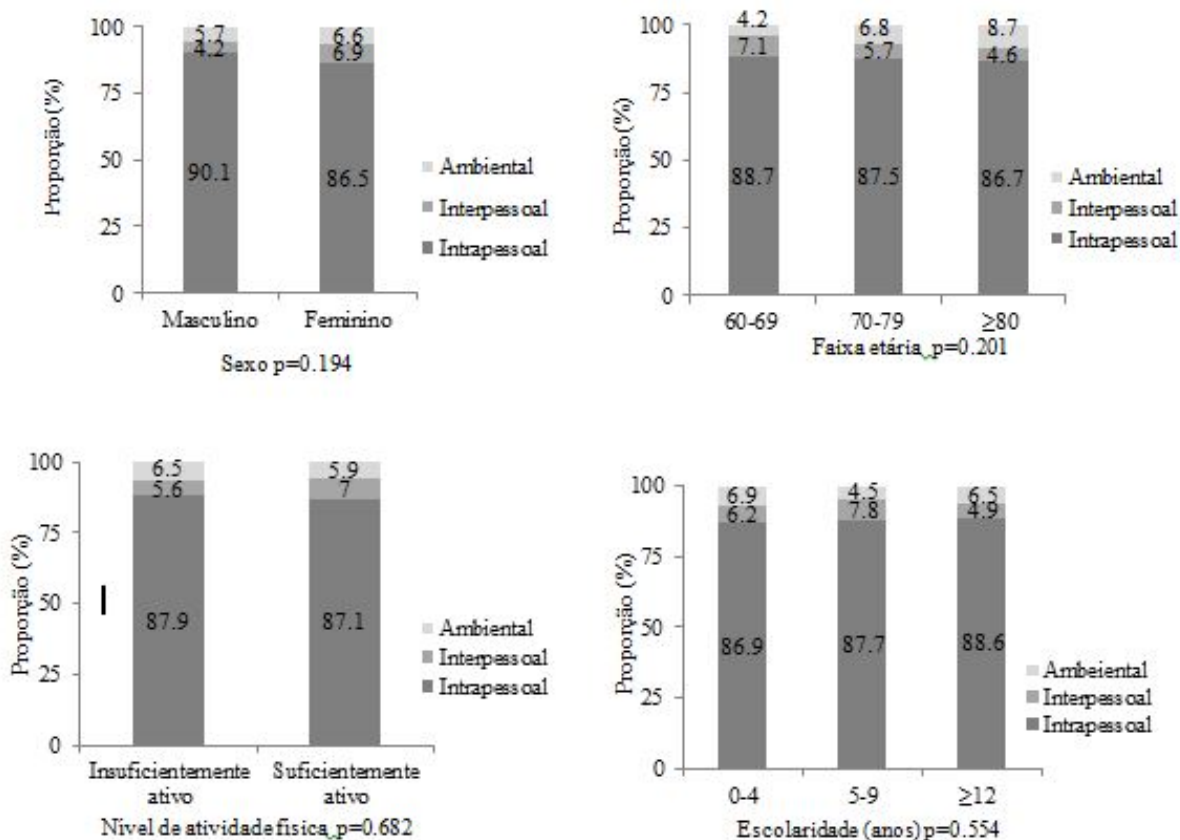 Proporção (%)
100
75
50
25
0
5.7
4.2
90.1
6.6
6.9
86.5
Ambiental
Interpessoal
Intrapessoal
Masculino
Feminino
Sexo p=0.194
Proporção (%)
100
75
50
25
0
4.2
7.1
88.7
6.8
5.7
87.5
8.7
4.6
86.7
Ambiental
Interpessoal
Intrapessoal
60-69
70-79
≥80
Faixa etária, p=0.201
Proporção (%)
100
75
50
25
0
6.5
5.6
87.9
5.9
7
87.1
Ambiental
Interpessoal
Intrapessoal
Insuficientemente
ativo
Suficientemente
ativo
Nível de atividade física, p=0.682
Proporção (%)
100
75
50
25
0
6.9
6.2
86.9
4.5
7.8
87.7
6.5
4.9
88.6
Ambeiental
Interpessoal
Intrapessoal
0-4
5-9
≥12
Escolaridade (anos) p=0.554